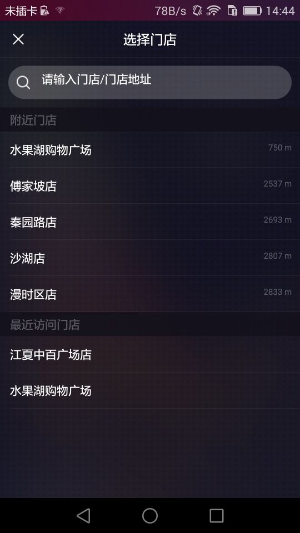 未插卡 78B/s 14:44
选择门店
请输入门店/门店地址
附近门店
水果湖购物广场 750 m
傅家坡店 2537 m
秦园路店 2693 m
沙湖店 2807 m
漫时区店 2833 m
最近访问门店
江夏中百广场店
水果湖购物广场